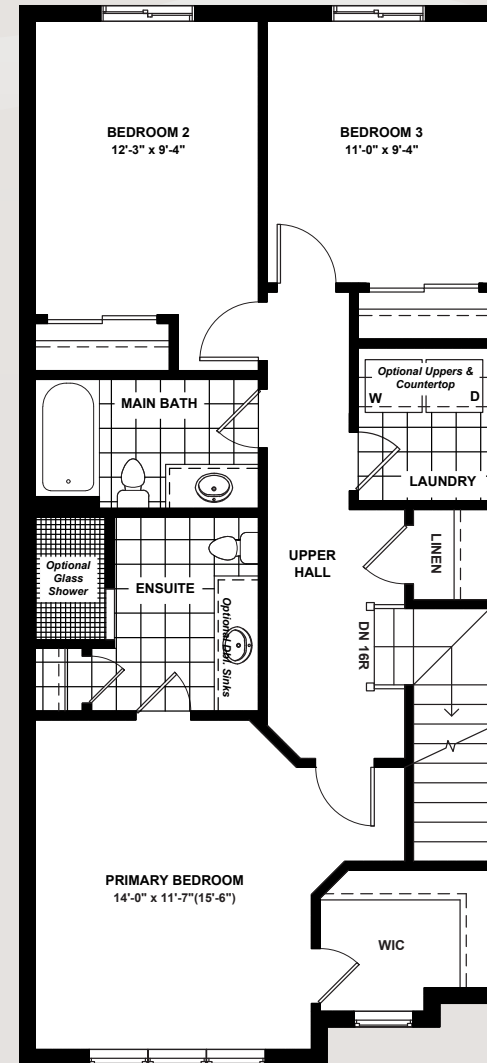 BEDROOM 2
12'-3" x 9'-4"
BEDROOM 3
11'-0" x 9'-4"
Optional Uppers &
Countertop
W
D
MAIN BATH
LAUNDRY
Optional
Glass
Shower
ENSUITE
Optional Dbl. Sinks
UPPER
HALL
LINEN
DN 16R
PRIMARY BEDROOM
14'-0" x 11'-7"(15'-6")
WIC